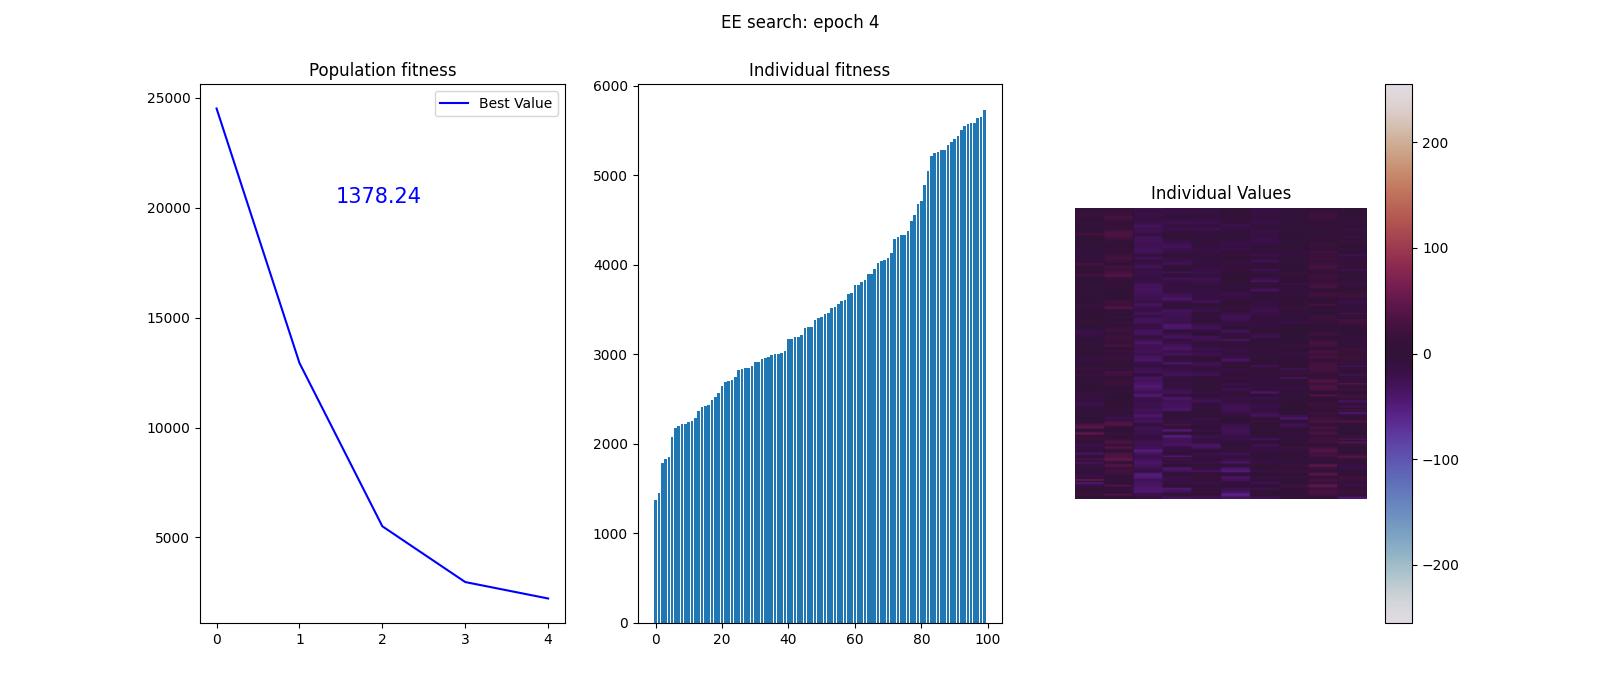 EE search: epoch 4
Population fitness
25000
20000
15000
10000
5000
0 1 2 3 4
Best Value
1378.24
Individual fitness
6000
5000
4000
3000
2000
1000
0
0 20 40 60 80 100
Individual Values
200
100
0
−100
−200